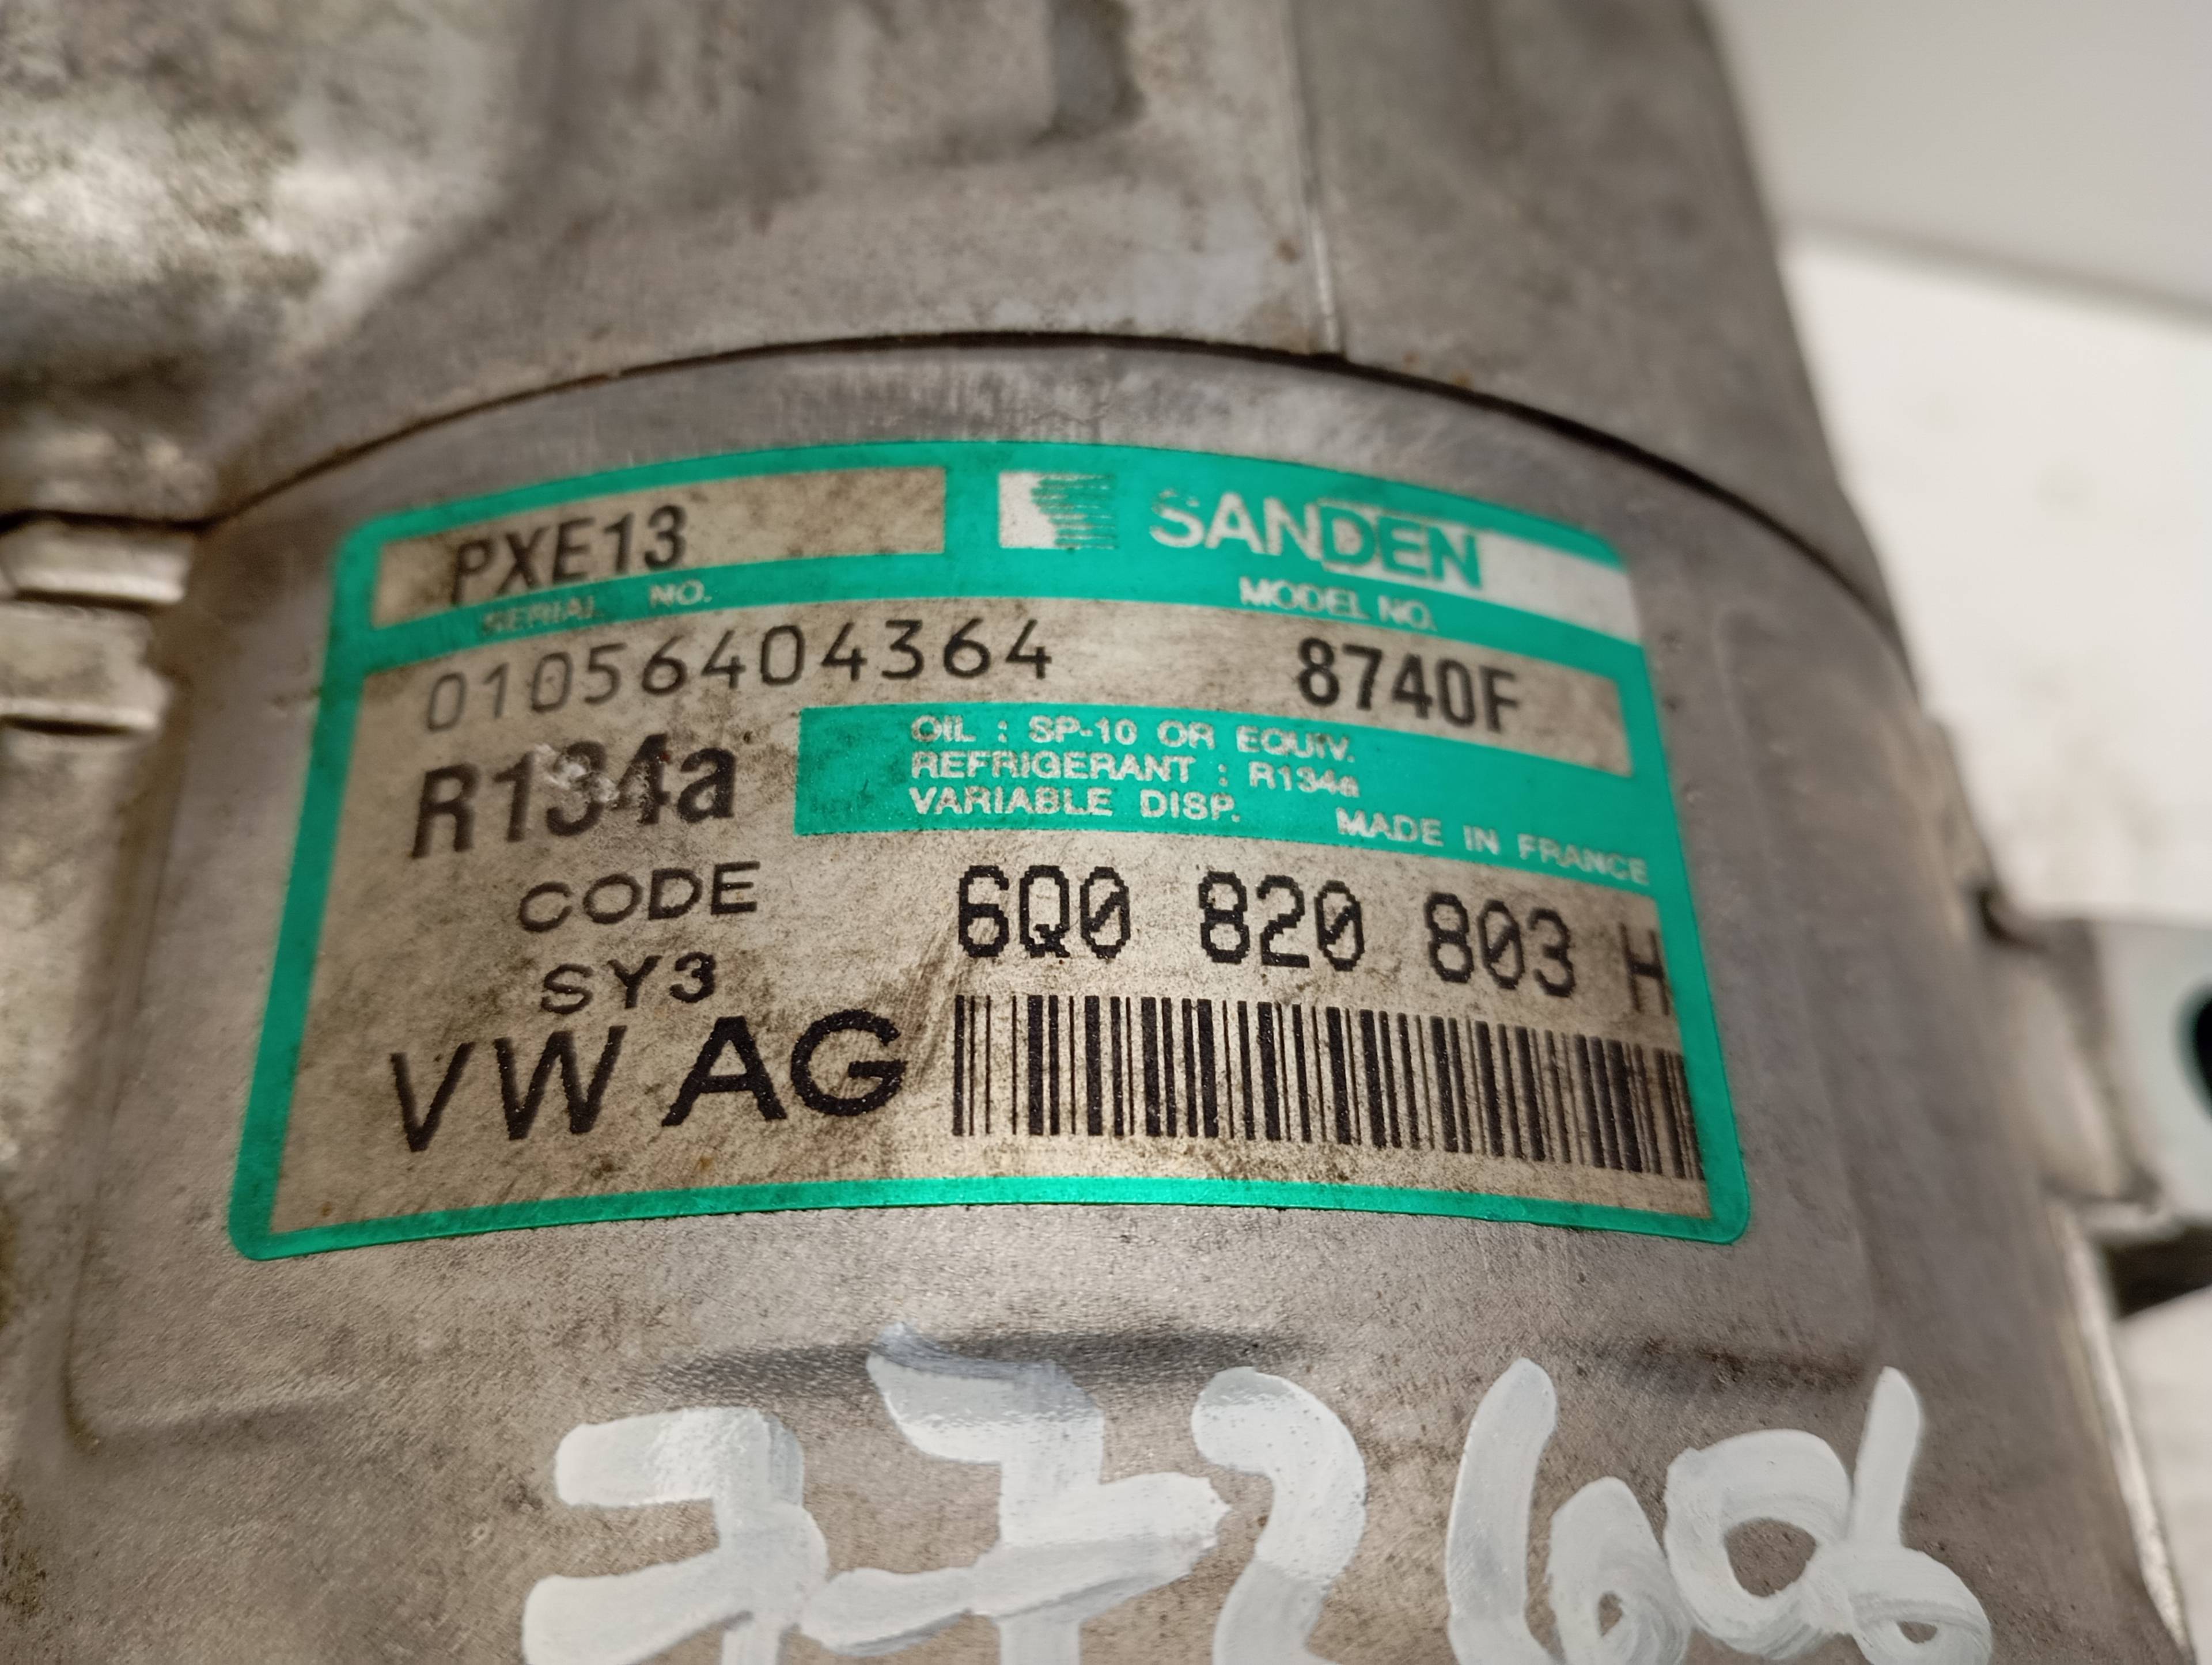 PXE13
SANDEN
SERIAL NO.
MODEL NO.
01056404364
8740F
R134a
OIL : SP-10 OR EQUIV.
REFRIGERANT : R134a
VARIABLE DISP.
MADE IN FRANCE
CODE
SY3
6Q0 820 803 H
VW AG
772606